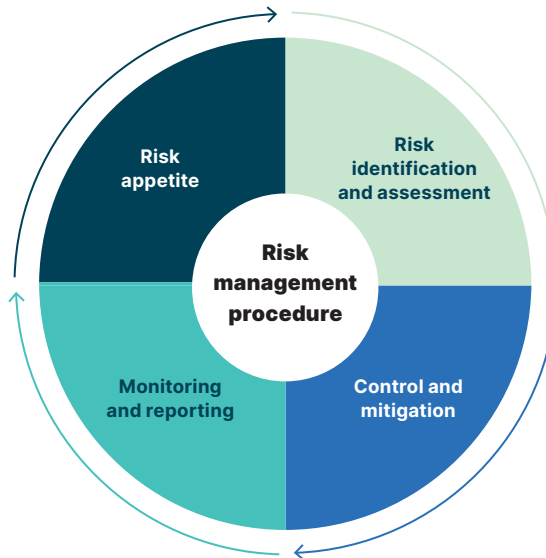 Risk
appetite
Risk
identification
and assessment
Risk
management
procedure
Monitoring
and reporting
Control and
mitigation